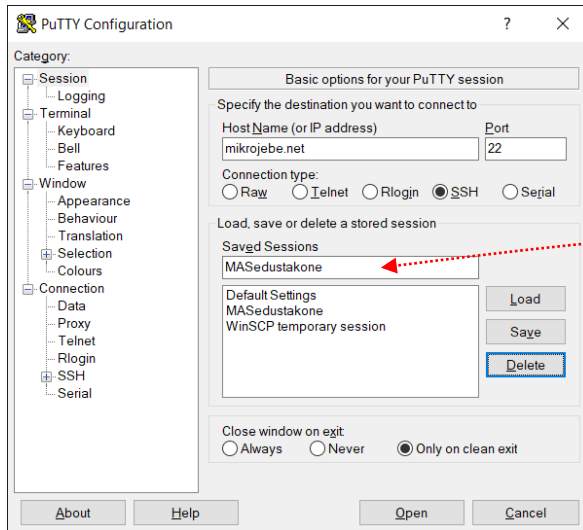 PuTTY Configuration ? ×
Category:
Session
Logging
Terminal
Keyboard
Bell
Features
Window
Appearance
Behaviour
Translation
Selection
Colours
Connection
Data
Proxy
Telnet
Rlogin
SSH
Serial
Basic options for your PuTTY session
Specify the destination you want to connect to
Host Name (or IP address) Port
mikrojebe.net 22
Connection type:
Raw Telnet Rlogin SSH Serial
Load, save or delete a stored session
Saved Sessions
MASedustakone
Default Settings
MASedustakone
WinSCP temporary session
Load
Save
Delete
Close window on exit:
Always Never Only on clean exit
About Help Open Cancel